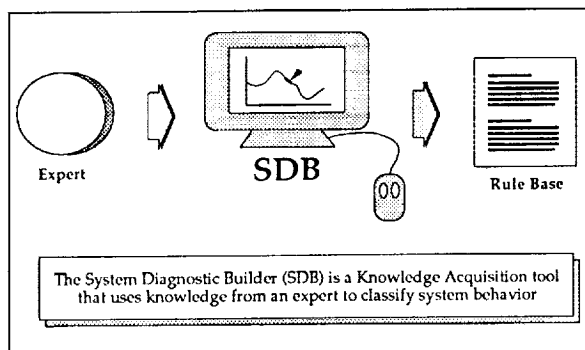 Expert
SDB
Rule Base
The System Diagnostic Builder (SDB) is a Knowledge Acquisition tool
that uses knowledge from an expert to classify system behavior